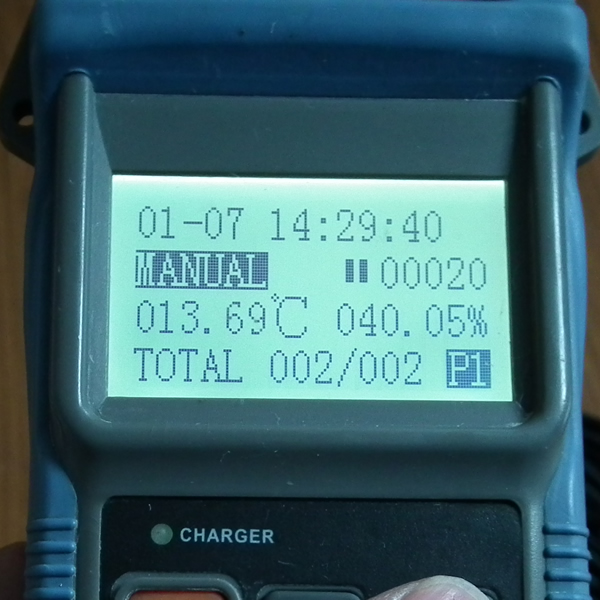 01-07 14:29:40
MANUAL 00020
013.69℃ 040.05%
TOTAL 002/002 P1
CHARGER